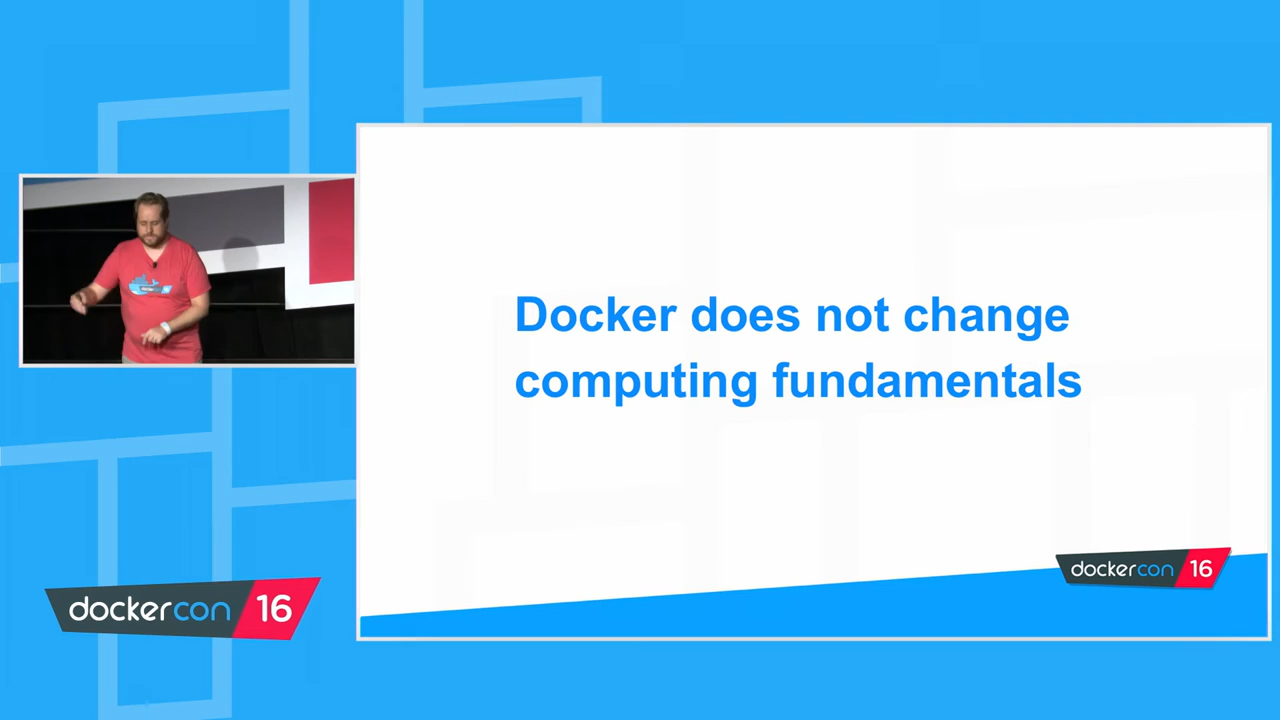 Docker does not change
computing fundamentals
dockercon 16
dockercon 16